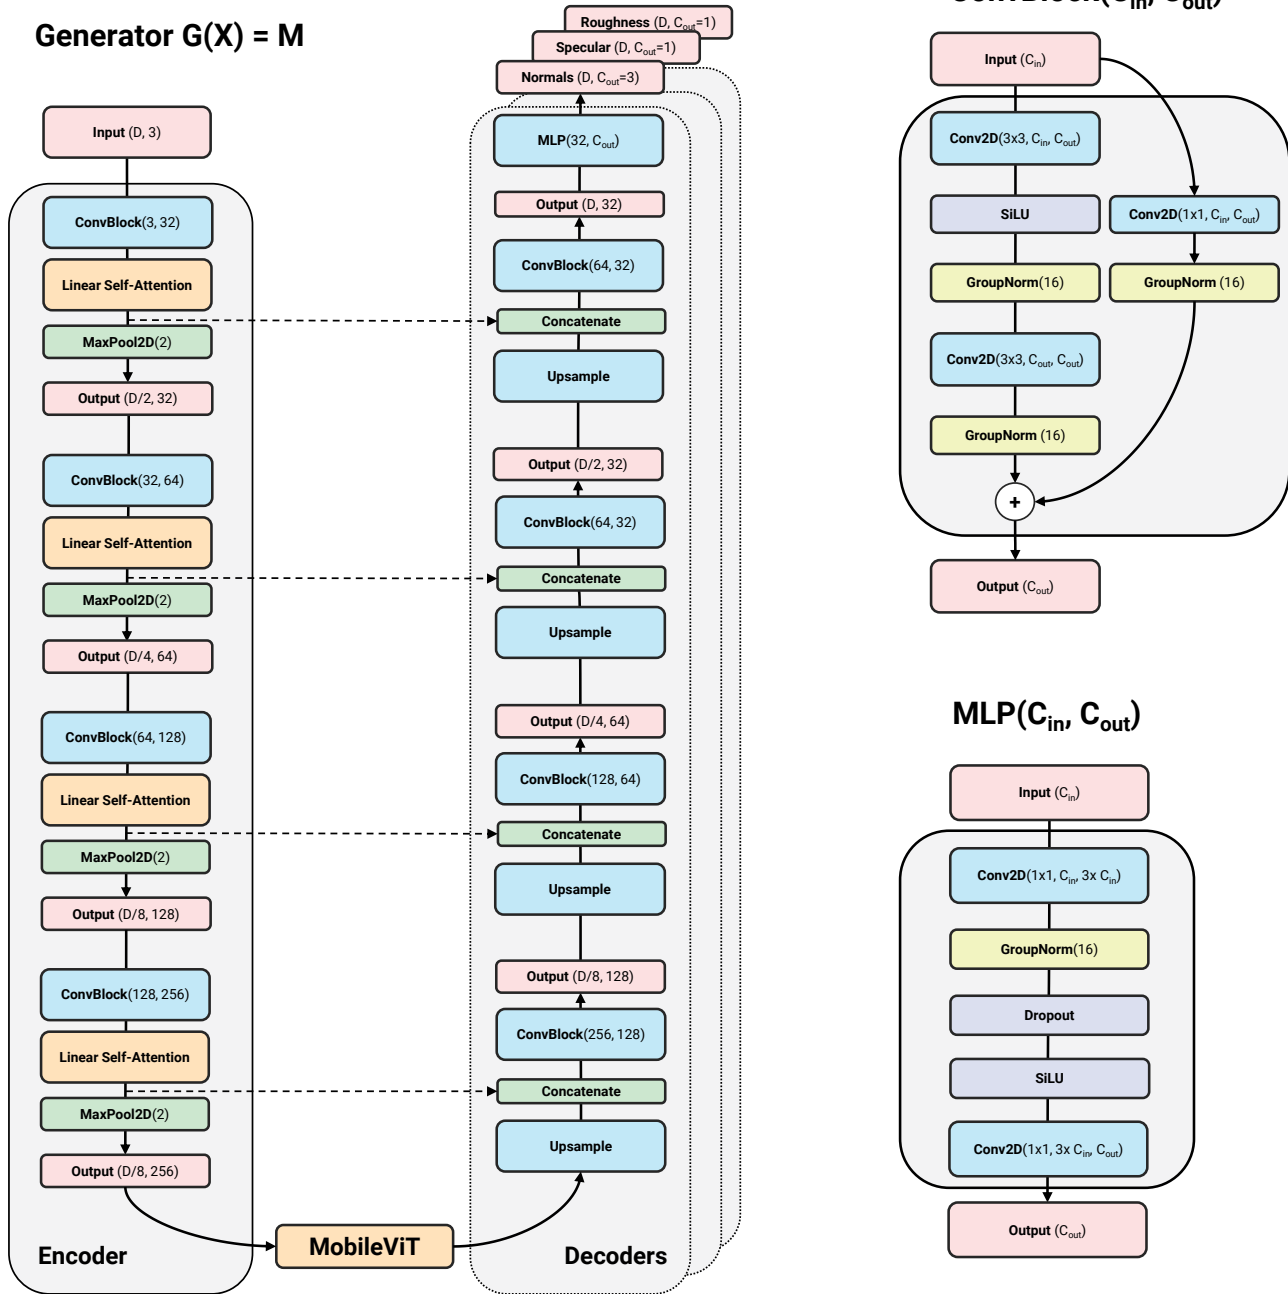 Generator G(X) = M
Input (D, 3)
ConvBlock(3, 32)
Linear Self-Attention
MaxPool2D(2)
Output (D/2, 32)
ConvBlock(32, 64)
Linear Self-Attention
MaxPool2D(2)
Output (D/4, 64)
ConvBlock(64, 128)
Linear Self-Attention
MaxPool2D(2)
Output (D/8, 128)
ConvBlock(128, 256)
Linear Self-Attention
MaxPool2D(2)
Output (D/8, 256)
Encoder
MobileViT
Roughness (D, Cout=1)
Specular (D, Cout=1)
Normals (D, Cout=3)
MLP(32, Cout)
Output (D, 32)
ConvBlock(64, 32)
Concatenate
Upsample
Output (D/2, 32)
ConvBlock(64, 32)
Concatenate
Upsample
Output (D/4, 64)
ConvBlock(128, 64)
Concatenate
Upsample
Output (D/8, 128)
ConvBlock(256, 128)
Concatenate
Upsample
Decoders
ConvBlock(Cin, Cout)
Input (Cin)
Conv2D(3x3, Cin, Cout)
SiLU
GroupNorm(16)
Conv2D(3x3, Cout, Cout)
GroupNorm (16)
+
Output (Cout)
Conv2D(1x1, Cin, Cout)
GroupNorm (16)
MLP(Cin, Cout)
Input (Cin)
Conv2D(1x1, Cin, 3x Cin)
GroupNorm(16)
Dropout
SiLU
Conv2D(1x1, 3x Cin, Cout)
Output (Cout)